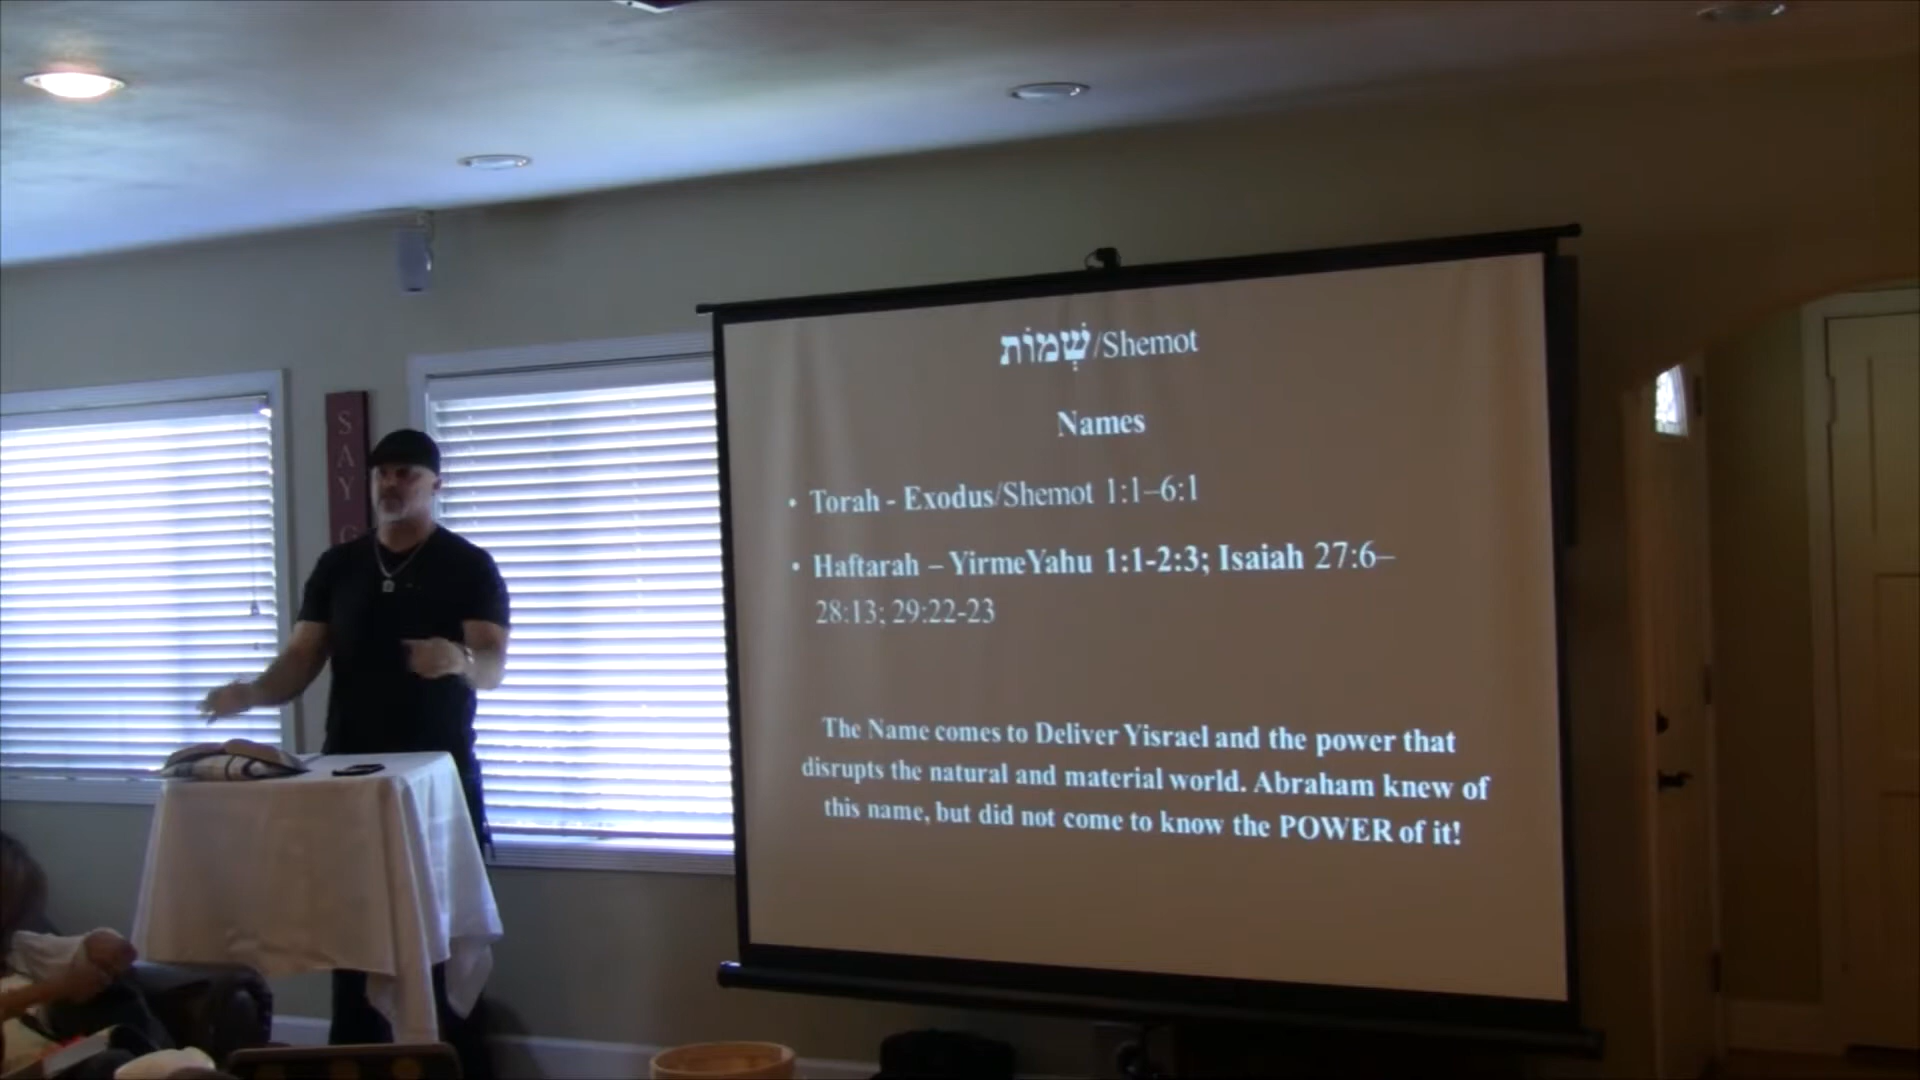 שְׁמוֹת/Shemot
Names
• Torah - Exodus/Shemot 1:1–6:1
• Haftarah – YirmeYahu 1:1-2:3; Isaiah 27:6–
28:13; 29:22-23
The Name comes to Deliver Yisrael and the power that
disrupts the natural and material world. Abraham knew of
this name, but did not come to know the POWER of it!
SAY G